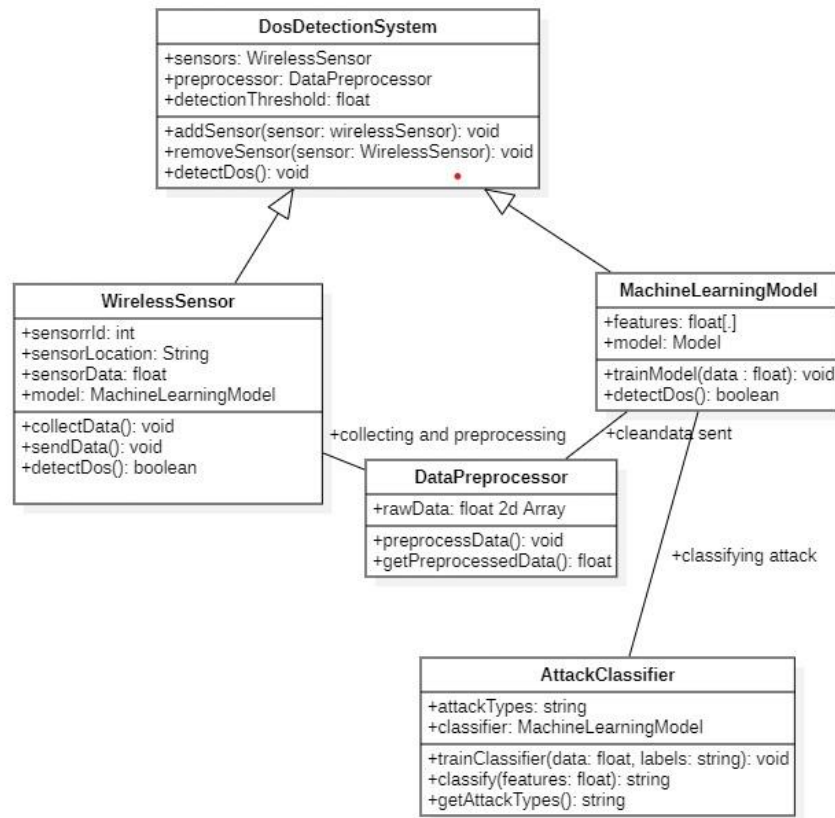 DosDetectionSystem
+sensors: WirelessSensor
+preprocessor: DataPreprocessor
+detectionThreshold: float
+addSensor(sensor: wirelessSensor): void
+removeSensor(sensor: WirelessSensor): void
+detectDos(): void
WirelessSensor
+sensorrId: int
+sensorLocation: String
+sensorData: float
+model: MachineLearningModel
+collectData(): void
+sendData(): void
+detectDos(): boolean
MachineLearningModel
+features: float[.]
+model: Model
+trainModel(data : float): void
+detectDos(): boolean
+collecting and preprocessing
+cleandata sent
DataPreprocessor
+rawData: float 2d Array
+preprocessData(): void
+getPreprocessedData(): float
+classifying attack
AttackClassifier
+attackTypes: string
+classifier: MachineLearningModel
+trainClassifier(data: float, labels: string): void
+classify(features: float): string
+getAttackTypes(): string